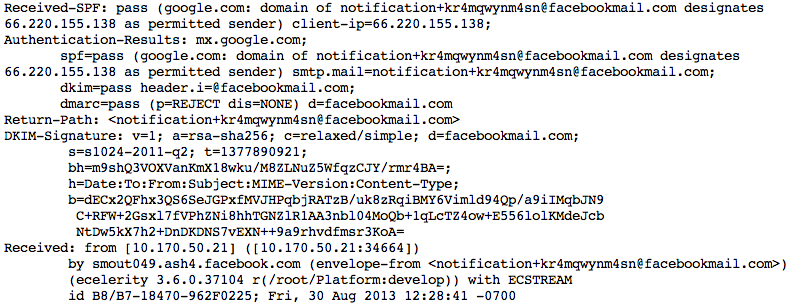 Received-SPF: pass (google.com: domain of notification+kr4mqwynm4sn@facebookmail.com designates
66.220.155.138 as permitted sender) client-ip=66.220.155.138;
Authentication-Results: mx.google.com;
spf=pass (google.com: domain of notification+kr4mqwynm4sn@facebookmail.com designates
66.220.155.138 as permitted sender) smtp.mail=notification+kr4mqwynm4sn@facebookmail.com;
dkim=pass header.i=@facebookmail.com;
dmarc=pass (p=REJECT dis=NONE) d=facebookmail.com
Return-Path: <notification+kr4mqwynm4sn@facebookmail.com>
DKIM-Signature: v=1; a=rsa-sha256; c=relaxed/simple; d=facebookmail.com;
s=s1024-2011-q2; t=1377890921;
bh=m9shQ3VOXVanKmX18wku/M8ZLNuZ5WfqzCJY/rmr4BA=;
h=Date:To:From:Subject:MIME-Version:Content-Type;
b=dECx2QFhx3QS6SeJGPxfMVJHPqbjRATzB/uk8zRqiBMY6Vimld94Qp/a9iIMqbJN9
C+RFW+2Gsxl7fVPhZNi8hhTGNZlR1AA3nbl04MoQb+1qLcTZ4ow+E556lolKMdeJcb
NtDw5kX7h2+DnDKDNS7vEXN++9a9rhvdfmsr3KoA=
Received: from [10.170.50.21] ([10.170.50.21:34664])
by smout049.ash4.facebook.com (envelope-from <notification+kr4mqwynm4sn@facebookmail.com>)
(ecelerity 3.6.0.37104 r(/root/Platform:develop)) with ECSTREAM
id B8/B7-18470-962F0225; Fri, 30 Aug 2013 12:28:41 -0700